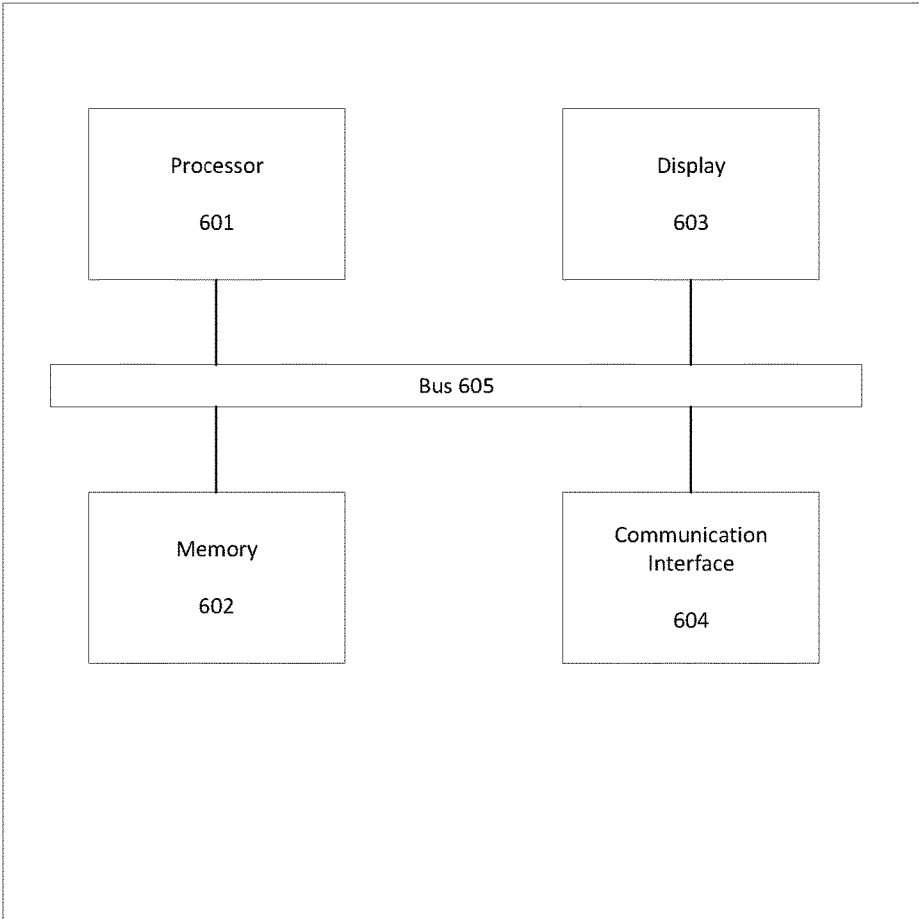 Processor
601
Display
603
Bus 605
Memory
602
Communication
Interface
604